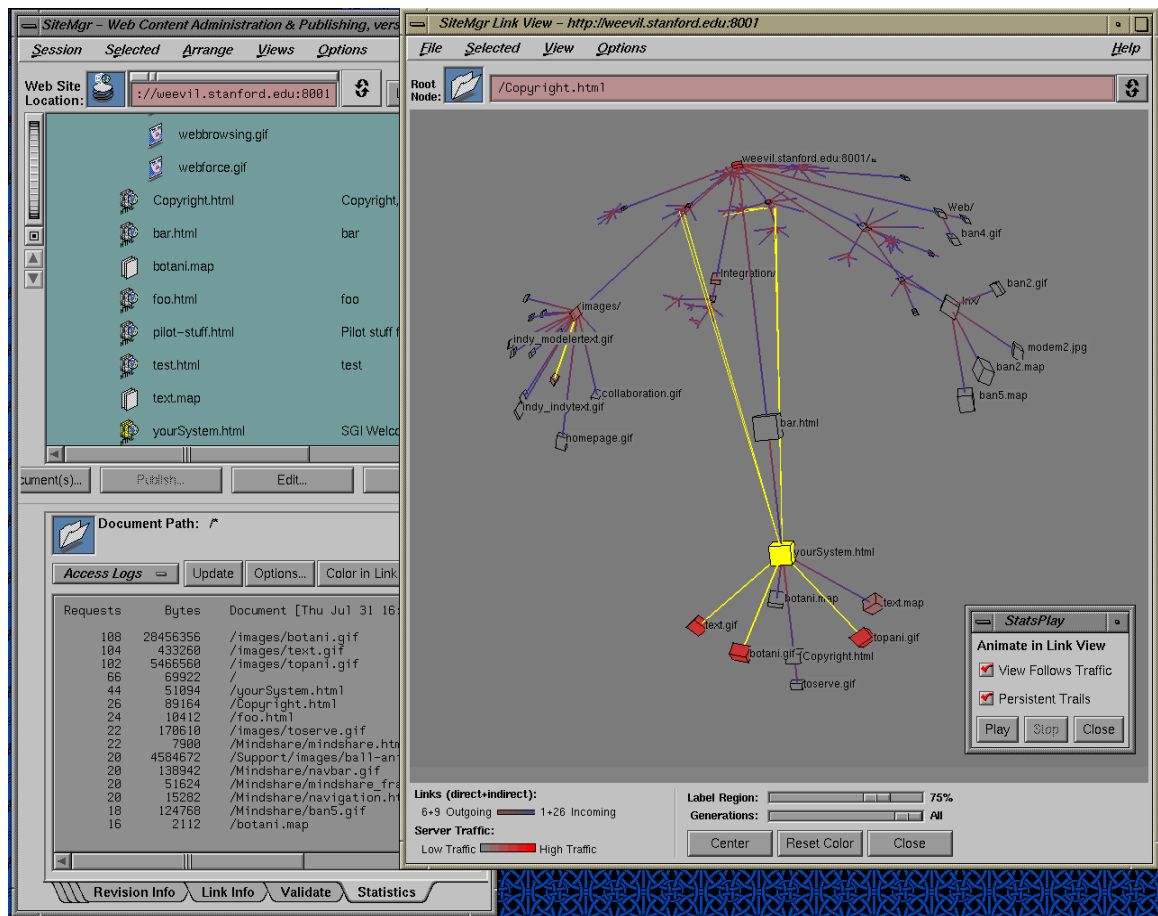 SiteMgr – Web Content Administration & Publishing, vers
Session Selected Arrange Views Options
Web Site
Location:
://weevil.stanford.edu:8001
webbrowsing.gif
webforce.gif
Copyright.html Copyright,
bar.html bar
botani.map
foo.html foo
pilot-stuff.html Pilot stuff f
test.html test
text.map
yourSystem.html SGI Welco
cument(s)... Publish... Edit...
Document Path: /*
Access Logs Update Options... Color in Link
Requests Bytes Document [Thu Jul 31 16:
108 28456356 /images/botani.gif
104 433260 /images/text.gif
102 5466560 /images/topani.gif
66 69922 /
44 51094 /yourSystem.html
26 89164 /Copyright.html
24 10412 /foo.html
22 170610 /images/toserve.gif
22 7900 /Mindshare/mindshare.htm
20 4584672 /Support/images/ball-an
20 138942 /Mindshare/navbar.gif
20 51624 /Mindshare/mindshare_fra
20 15282 /Mindshare/navigation.ht
18 124768 /Mindshare/ban5.gif
16 2112 /botani.map
Revision Info Link Info Validate Statistics
SiteMgr Link View – http://weevil.stanford.edu:8001
File Selected View Options Help
Root
Node:
/Copyright.html
weevil.stanford.edu:8001/
Web/
ban4.gif
Integration/
ban2.gif
images/
indy_modelertext.gif
modem2.jpg
ban2.map
collaboration.gif
ban5.map
indy_indytext.gif
bar.html
homepage.gif
yourSystem.html
botani.map
text.map
text.gif
topani.gif
botani.gif
Copyright.html
toserve.gif
StatsPlay
Animate in Link View
View Follows Traffic
Persistent Trails
Play Stop Close
Links (direct+indirect):
6+9 Outgoing 1+26 Incoming
Server Traffic:
Low Traffic High Traffic
Label Region: 75%
Generations: All
Center Reset Color Close